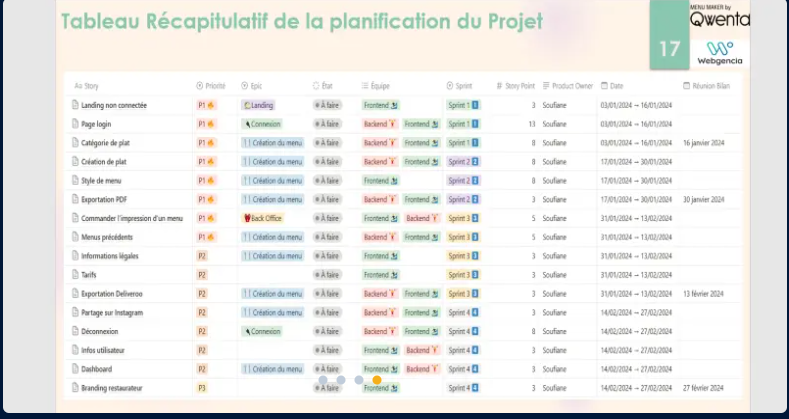 Tableau Récapitulatif de la planification du Projet
MENU MAKER by
Qwenta
17
Webgencia
Aa Story Priorité Epic État Équipe Sprint Story Point Product Owner Date Réunion Bilan
Landing non connectée P1 Landing À faire Frontend Sprint 1 3 Soufiane 03/01/2024 → 16/01/2024
Page login P1 Connexion À faire Backend Frontend Sprint 1 13 Soufiane 03/01/2024 → 16/01/2024
Catégorie de plat P1 Création du menu À faire Backend Frontend Sprint 1 8 Soufiane 03/01/2024 → 16/01/2024 16 janvier 2024
Création de plat P1 Création du menu À faire Backend Frontend Sprint 2 8 Soufiane 17/01/2024 → 30/01/2024
Style de menu P1 Création du menu À faire Frontend Sprint 2 8 Soufiane 17/01/2024 → 30/01/2024
Exportation PDF P1 Création du menu À faire Backend Frontend Sprint 2 3 Soufiane 17/01/2024 → 30/01/2024 30 janvier 2024
Commander l'impression d'un menu P1 Back Office À faire Frontend Backend Sprint 3 5 Soufiane 31/01/2024 → 13/02/2024
Menus précédents P1 Création du menu À faire Backend Frontend Sprint 3 5 Soufiane 31/01/2024 → 13/02/2024
Informations légales P2 Création du menu À faire Frontend Sprint 3 3 Soufiane 31/01/2024 → 13/02/2024
Tarifs P2 À faire Frontend Sprint 3 3 Soufiane 31/01/2024 → 13/02/2024
Exportation Deliveroo P2 Création du menu À faire Backend Frontend Sprint 3 3 Soufiane 31/01/2024 → 13/02/2024 13 février 2024
Partage sur Instagram P2 Création du menu À faire Backend Frontend Sprint 4 3 Soufiane 14/02/2024 → 27/02/2024
Déconnexion P2 Connexion À faire Backend Frontend Sprint 4 8 Soufiane 14/02/2024 → 27/02/2024
Infos utilisateur P2 À faire Frontend Backend Sprint 4 3 Soufiane 14/02/2024 → 27/02/2024
Dashboard P2 Création du menu À faire Frontend Backend Sprint 4 3 Soufiane 14/02/2024 → 27/02/2024
Branding restaurateur P3 À faire Frontend Sprint 4 3 Soufiane 14/02/2024 → 27/02/2024 27 février 2024